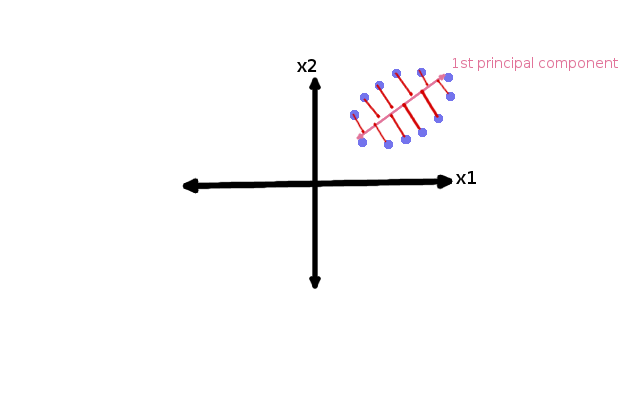 1st principal component
x2
x1